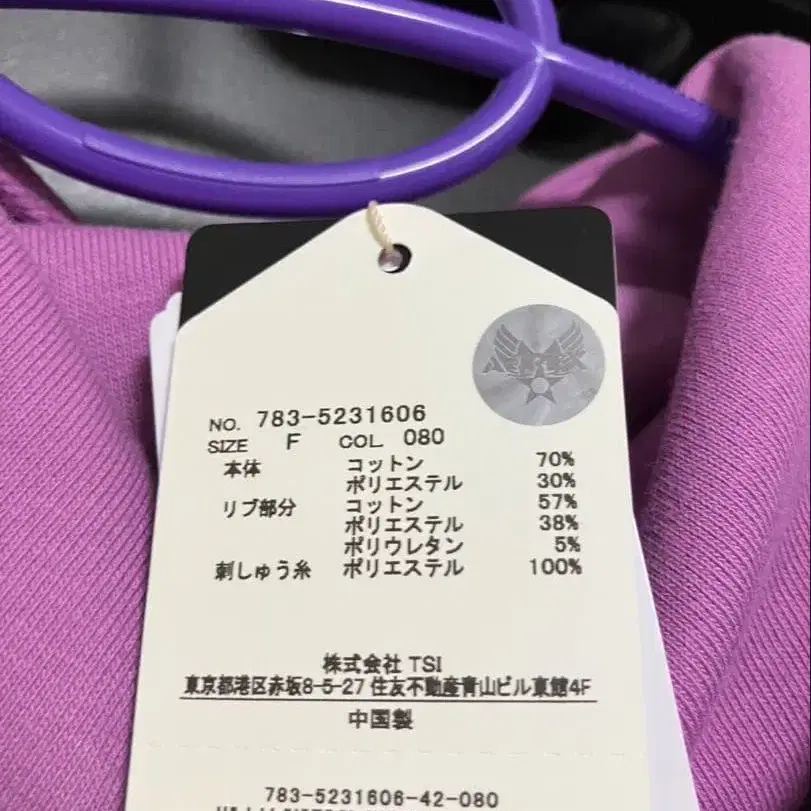 AVIREX
NO. 783-5231606
SIZE F COL 080
本体 コットン 70%
ポリエステル 30%
リブ部分 コットン 57%
ポリエステル 38%
ポリウレタン 5%
刺しゅう糸 ポリエステル 100%
株式会社 TSI
東京都港区赤坂8-5-27 住友不動産青山ビル東館4F
中国製
783-5231606-42-080